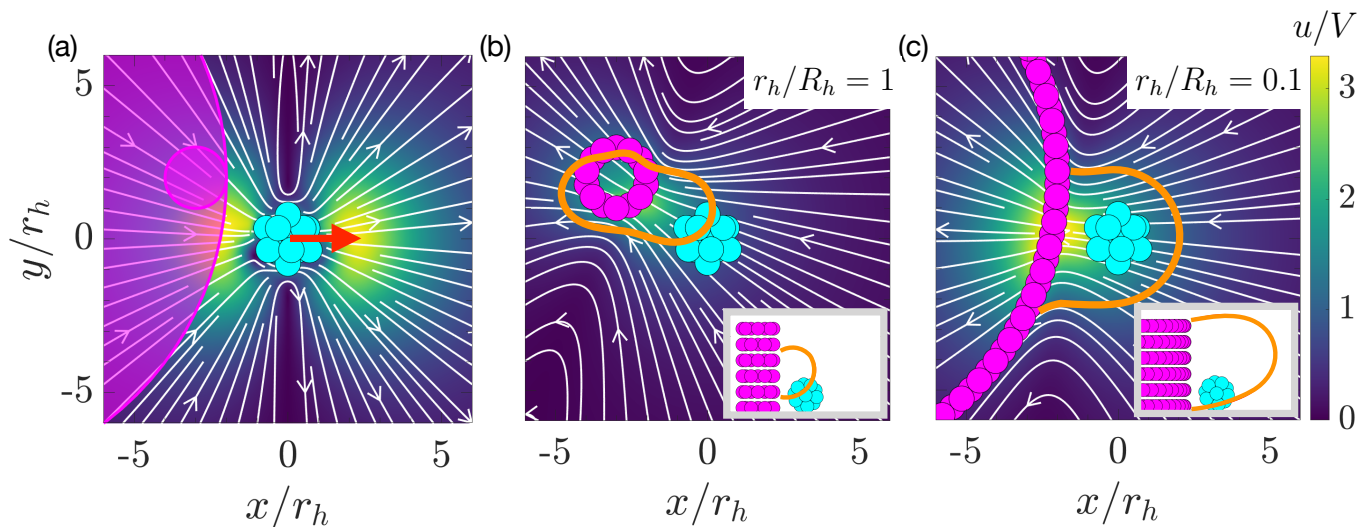 (a)
(b)
(c)
u/V
r_h/R_h = 1
r_h/R_h = 0.1
5
0
-5
y/r_h
-5 0 5
x/r_h
-5 0 5
x/r_h
-5 0 5
x/r_h
3
2
1
0